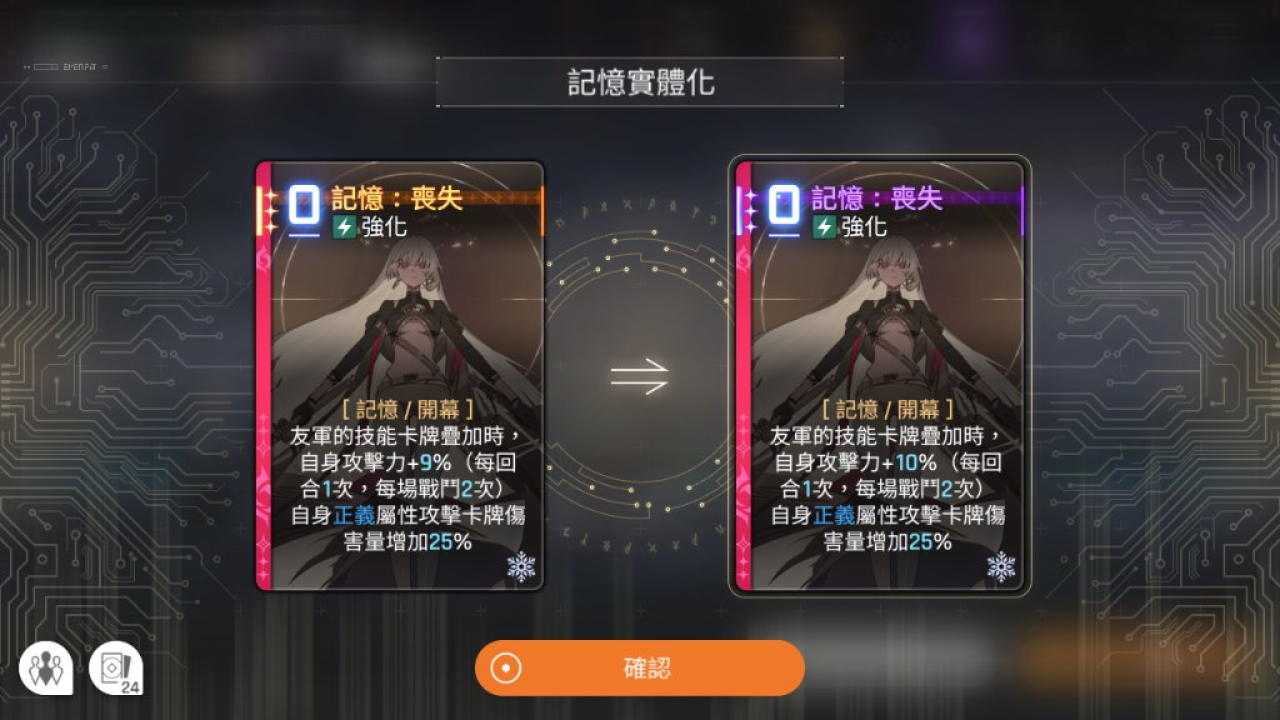 記憶實體化
0 記憶：喪失
強化
[ 記憶 / 開幕 ]
友軍的技能卡牌疊加時，
自身攻擊力+9%（每回
合1次，每場戰鬥2次）
自身正義屬性攻擊卡牌傷
害量增加25%
0 記憶：喪失
強化
[ 記憶 / 開幕 ]
友軍的技能卡牌疊加時，
自身攻擊力+10%（每回
合1次，每場戰鬥2次）
自身正義屬性攻擊卡牌傷
害量增加25%
24
確認